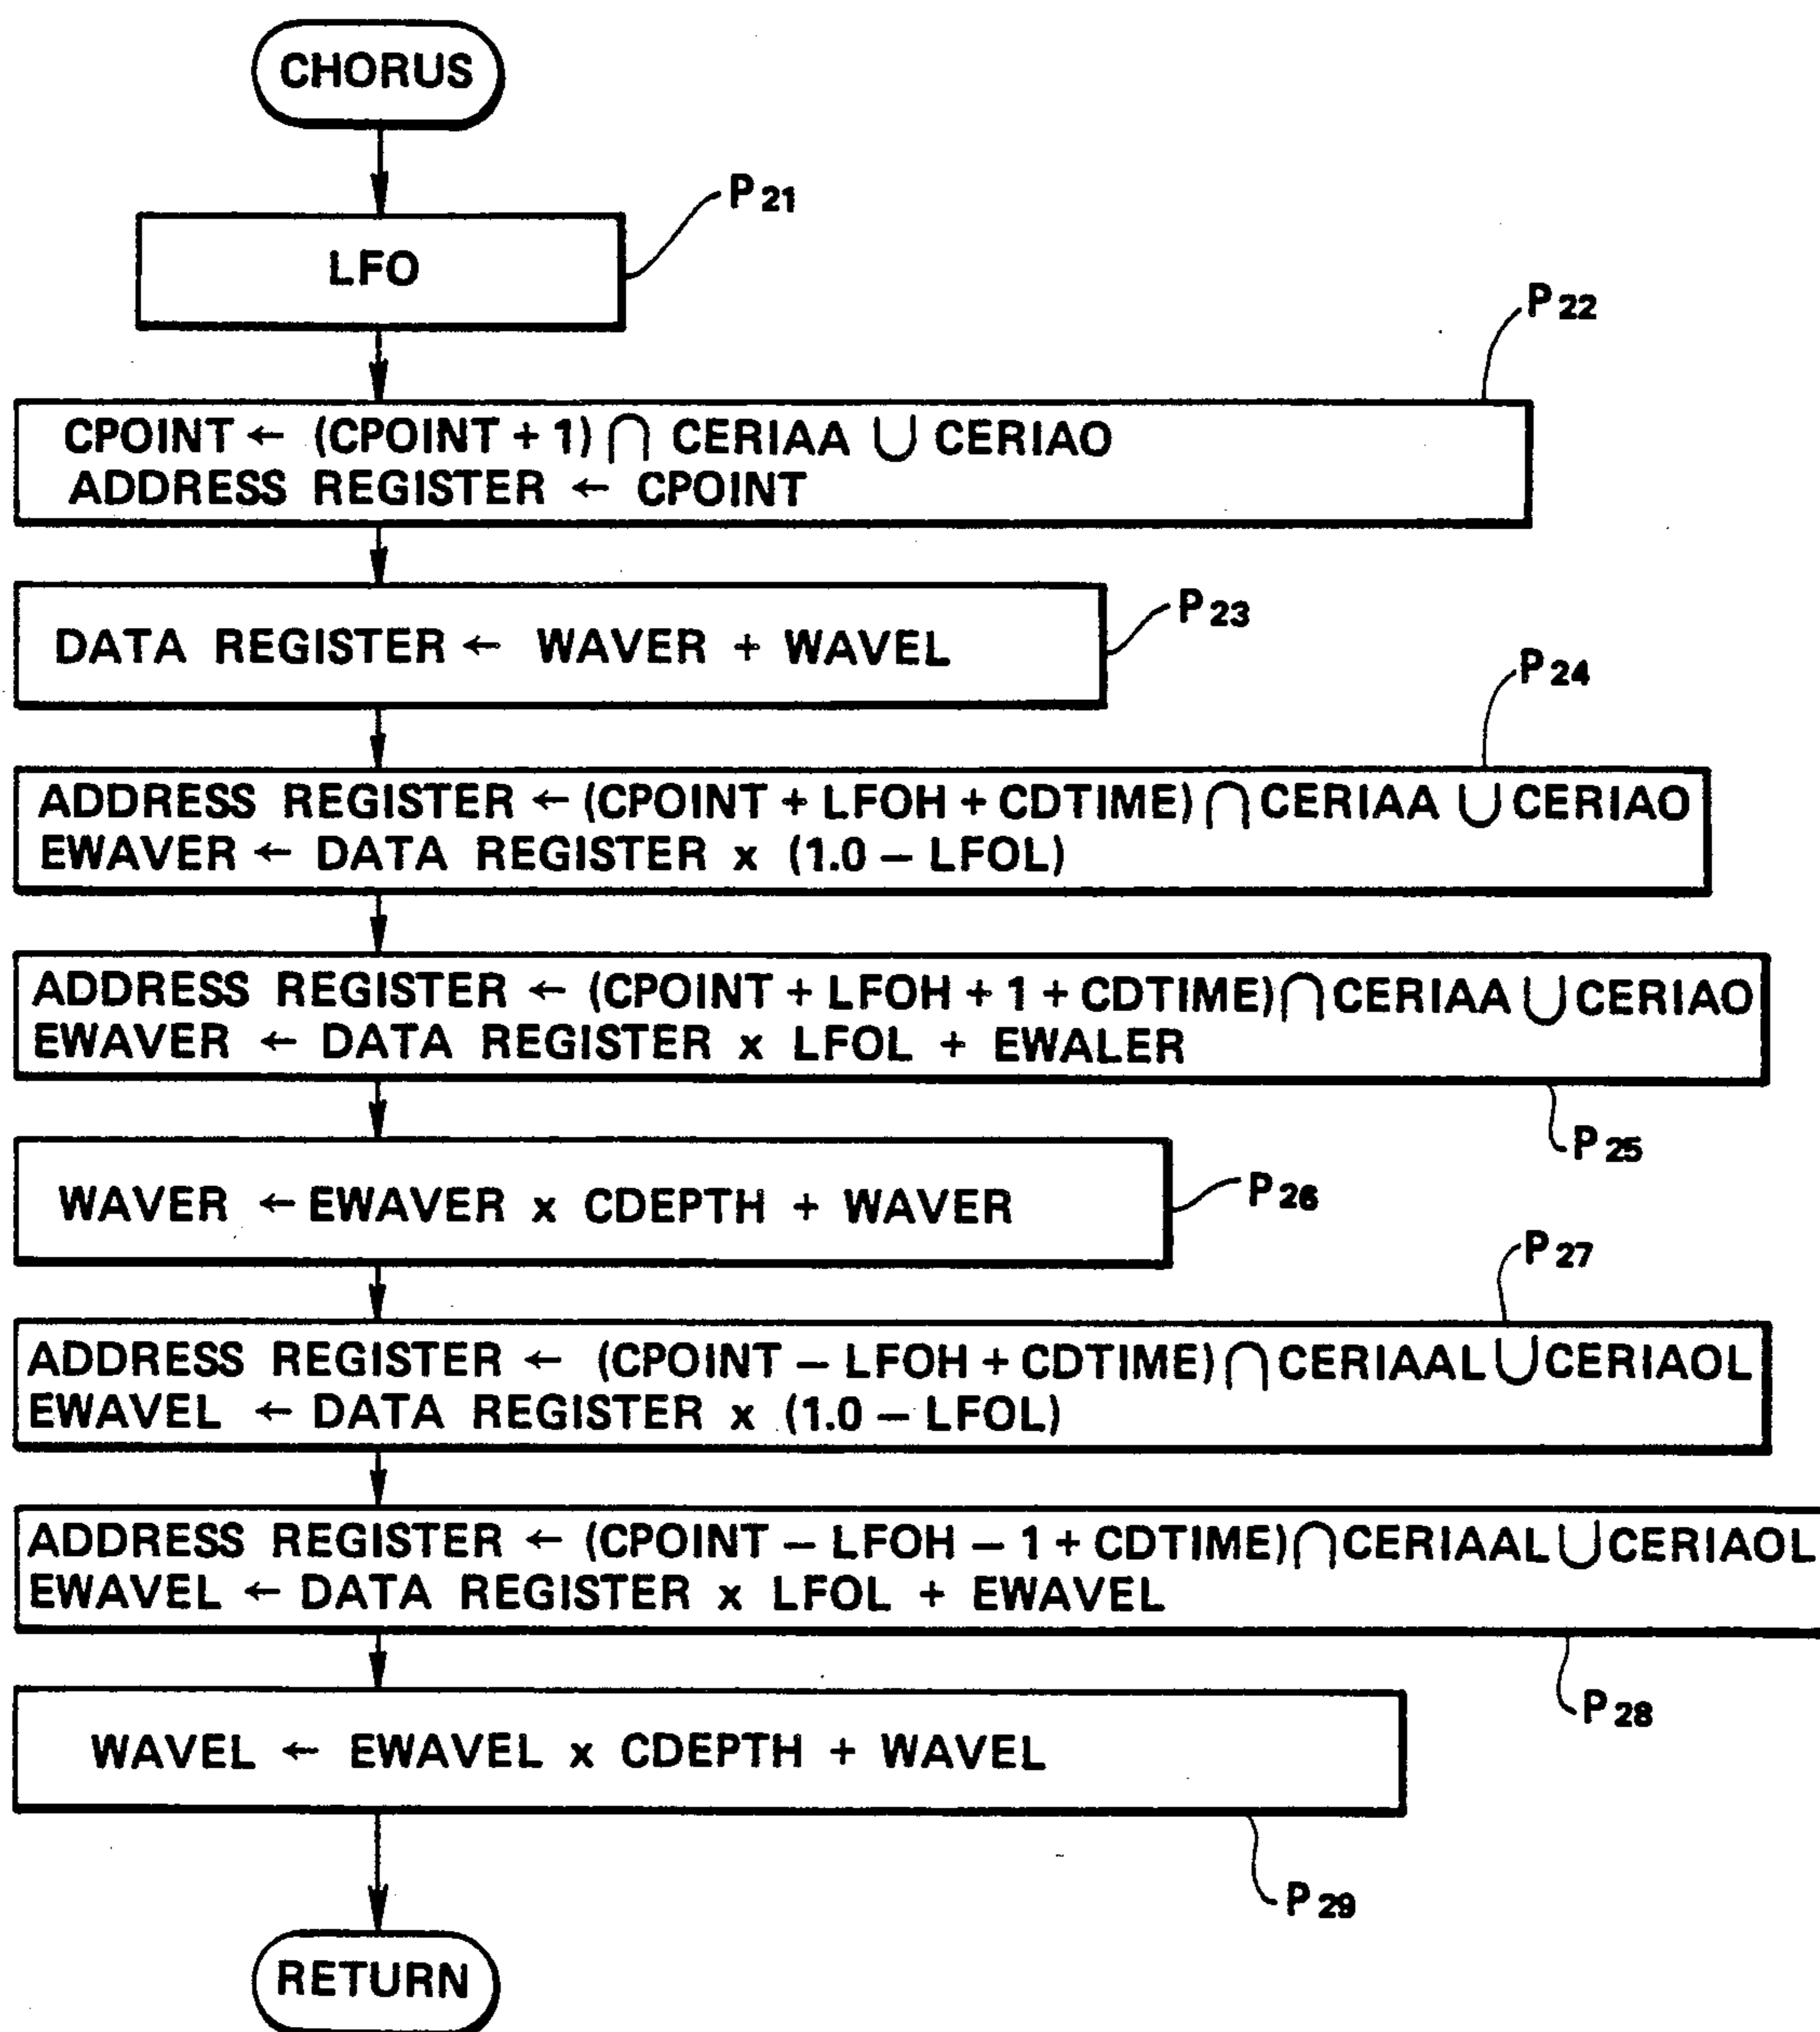 CHORUS
P21
LFO
P22
CPOINT ← (CPOINT + 1) ∩ CERIAA ∪ CERIAO
ADDRESS REGISTER ← CPOINT
P23
DATA REGISTER ← WAVER + WAVEL
P24
ADDRESS REGISTER ← (CPOINT + LFOH + CDTIME) ∩ CERIAA ∪ CERIAO
EWAVER ← DATA REGISTER x (1.0 – LFOL)
ADDRESS REGISTER ← (CPOINT + LFOH + 1 + CDTIME) ∩ CERIAA ∪ CERIAO
EWAVER ← DATA REGISTER x LFOL + EWALER
P25
WAVER ← EWAVER x CDEPTH + WAVER
P26
P27
ADDRESS REGISTER ← (CPOINT – LFOH + CDTIME) ∩ CERIAAL ∪ CERIAOL
EWAVEL ← DATA REGISTER x (1.0 – LFOL)
ADDRESS REGISTER ← (CPOINT – LFOH – 1 + CDTIME) ∩ CERIAAL ∪ CERIAOL
EWAVEL ← DATA REGISTER x LFOL + EWAVEL
P28
WAVEL ← EWAVEL x CDEPTH + WAVEL
P29
RETURN